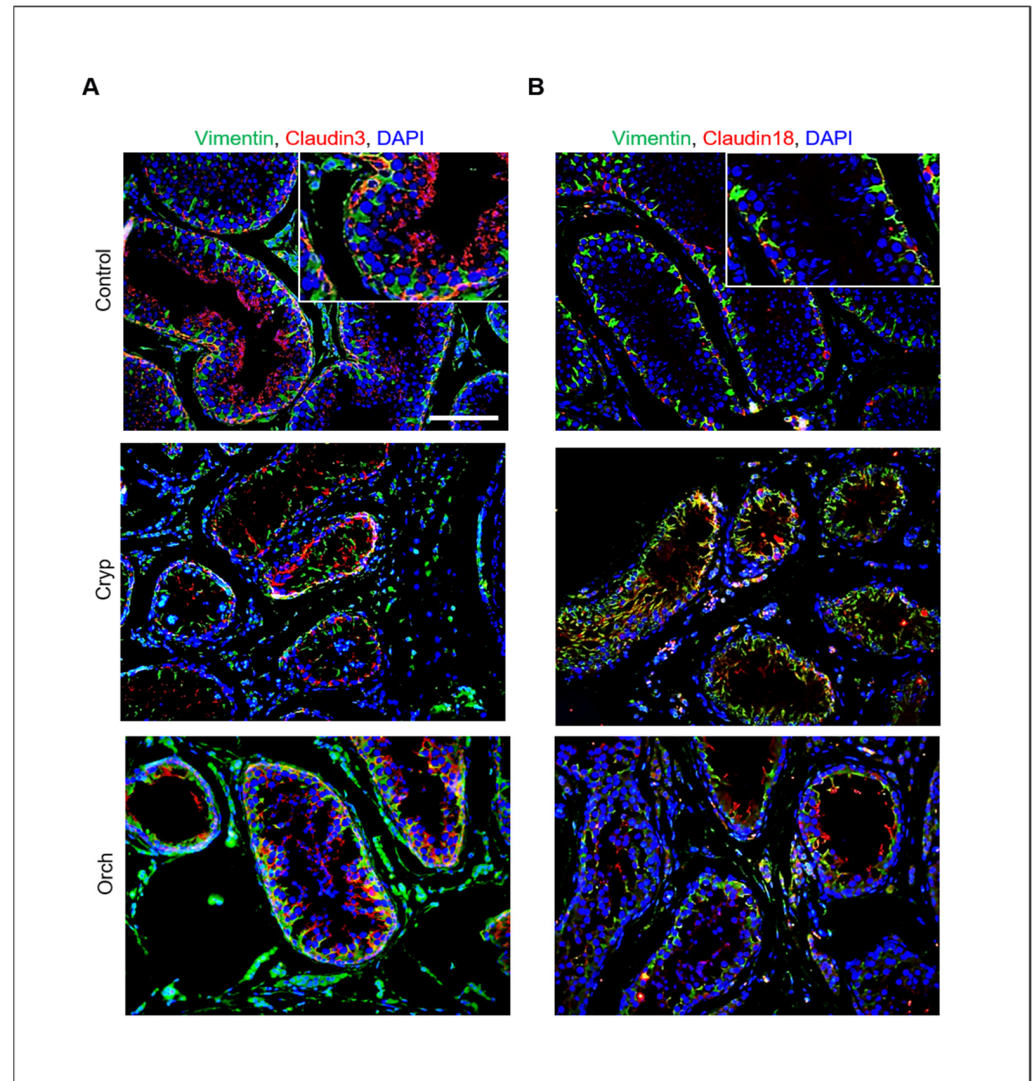 A
B
Vimentin, Claudin3, DAPI
Vimentin, Claudin18, DAPI
Control
Cryp
Orch